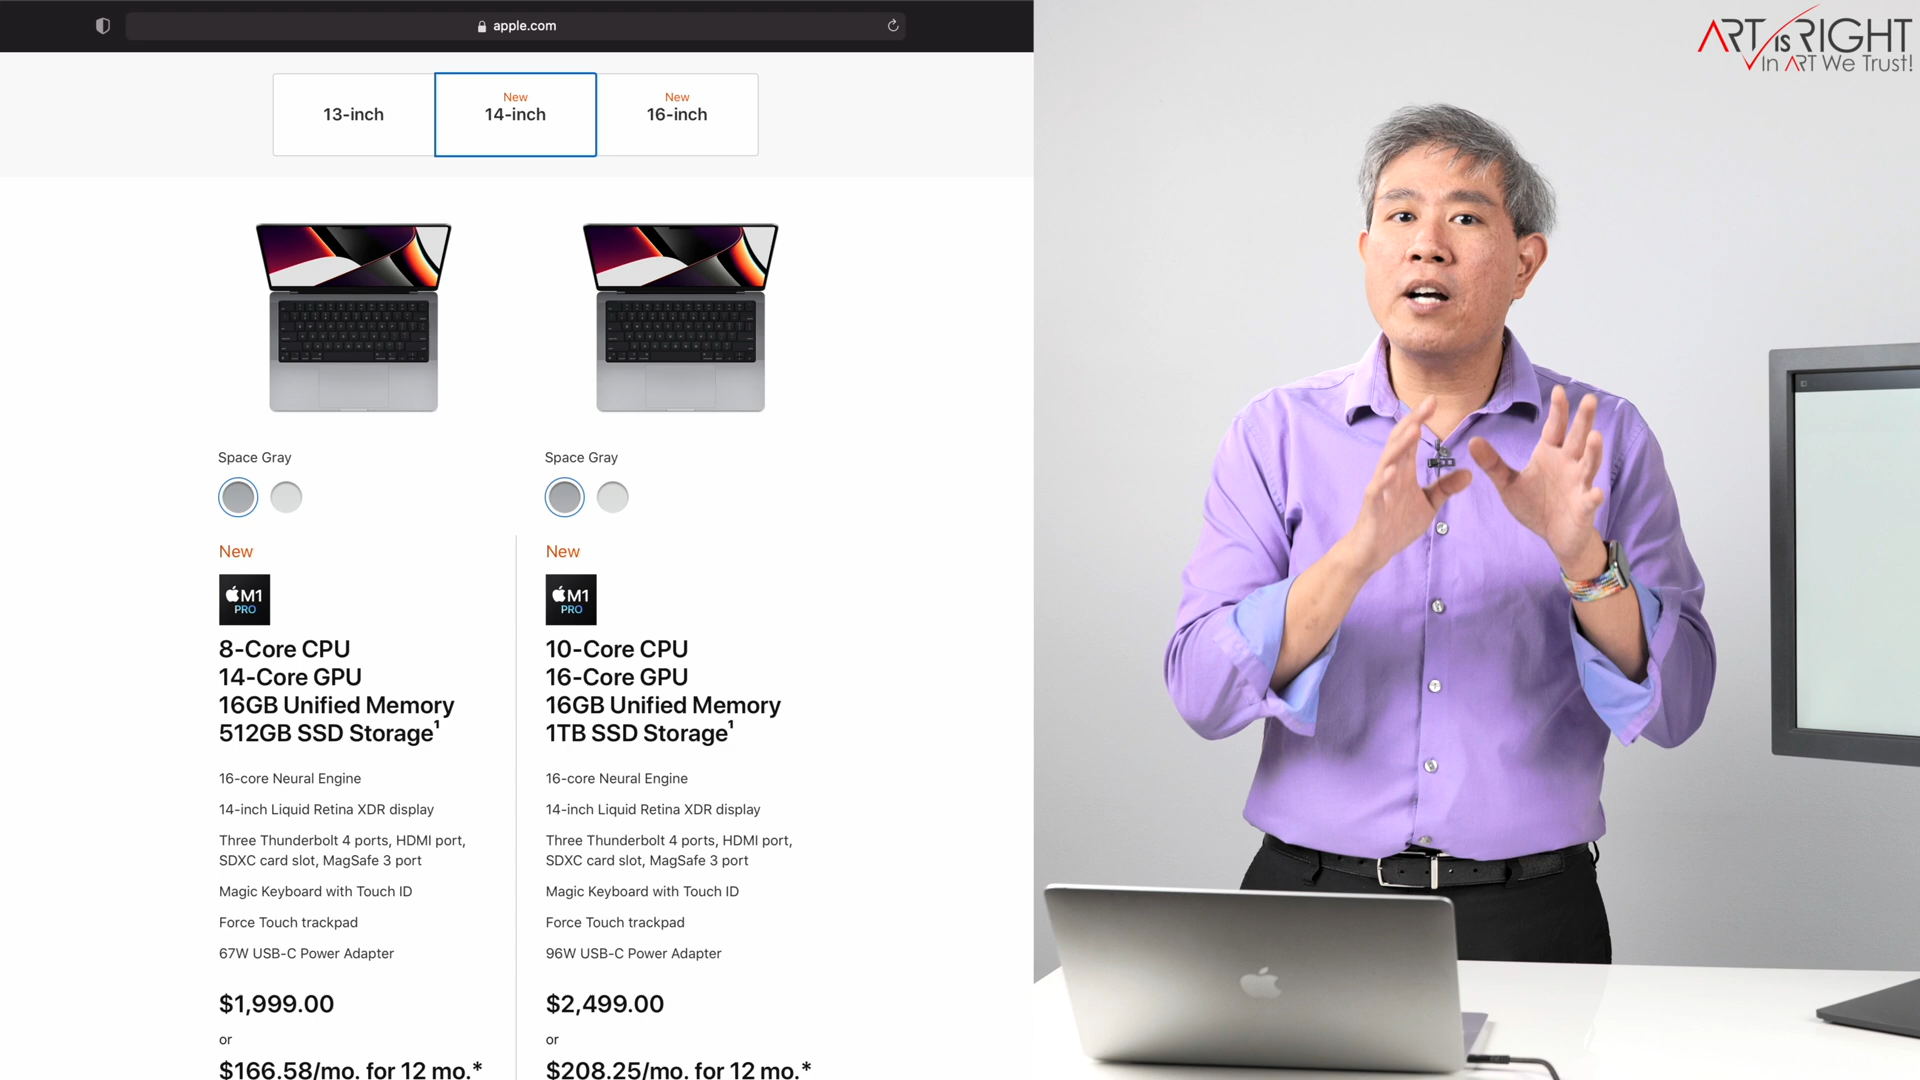 apple.com
13-inch
New
14-inch
New
16-inch
Space Gray
New
M1
PRO
8-Core CPU
14-Core GPU
16GB Unified Memory
512GB SSD Storage¹
16-core Neural Engine
14-inch Liquid Retina XDR display
Three Thunderbolt 4 ports, HDMI port,
SDXC card slot, MagSafe 3 port
Magic Keyboard with Touch ID
Force Touch trackpad
67W USB-C Power Adapter
$1,999.00
or
$166.58/mo. for 12 mo.*
Space Gray
New
M1
PRO
10-Core CPU
16-Core GPU
16GB Unified Memory
1TB SSD Storage¹
16-core Neural Engine
14-inch Liquid Retina XDR display
Three Thunderbolt 4 ports, HDMI port,
SDXC card slot, MagSafe 3 port
Magic Keyboard with Touch ID
Force Touch trackpad
96W USB-C Power Adapter
$2,499.00
or
$208.25/mo. for 12 mo.*
ART IS RIGHT
In ART We Trust!